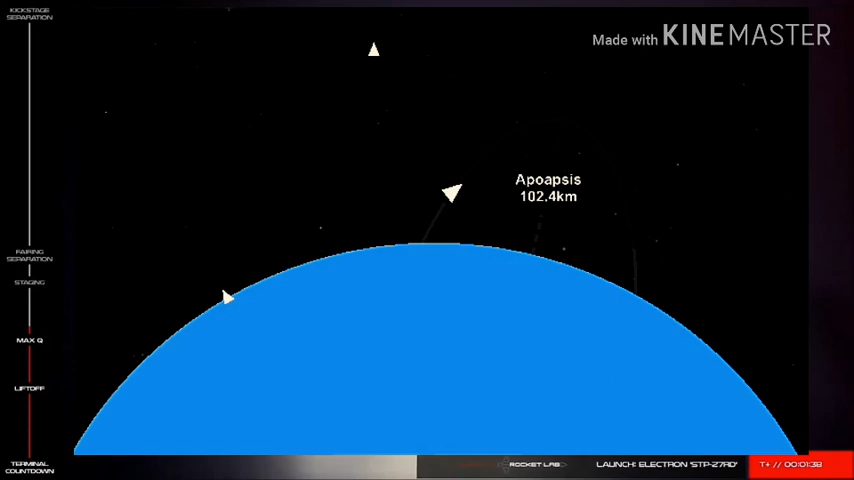 KICKSTAGE
SEPARATION
Made with KINEMASTER
Apoapsis
102.4km
FAIRING
SEPARATION
STAGING
MAX Q
LIFTOFF
TERMINAL
COUNTDOWN
ROCKET LAB
LAUNCH: ELECTRON 'STP-27RD'
T+ // 00:01:38